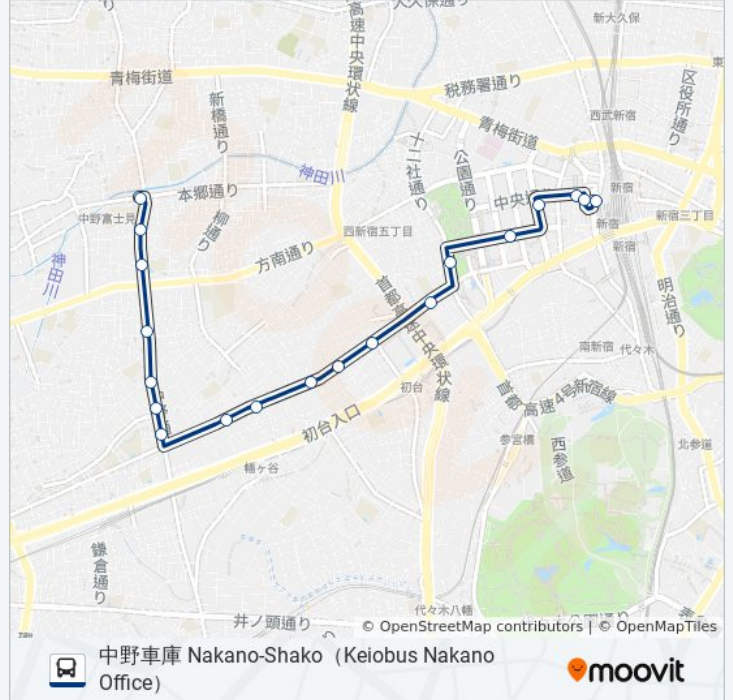 大久保通り
新大久保
高速中央環状線
青梅街道
東
税務署通り
区役所通り
新橋通り
西武新宿
青梅街道
十二社通り
公園通り
神田川
本郷通り
新宿
中央通
中野富士見
柳通り
新宿三丁目
新宿
西新宿五丁目
新宿
方南通り
神田川
首都高速中央環状線
明治通り
南新宿
代々木
初台
首都高速4号新宿線
初台入口
参宮橋
西参道
北参道
幡ヶ谷
鎌倉通り
代々木八幡
井ノ頭通り
© OpenStreetMap contributors | © OpenMapTiles
中野車庫 Nakano-Shako（Keiobus Nakano
Office）
moovit